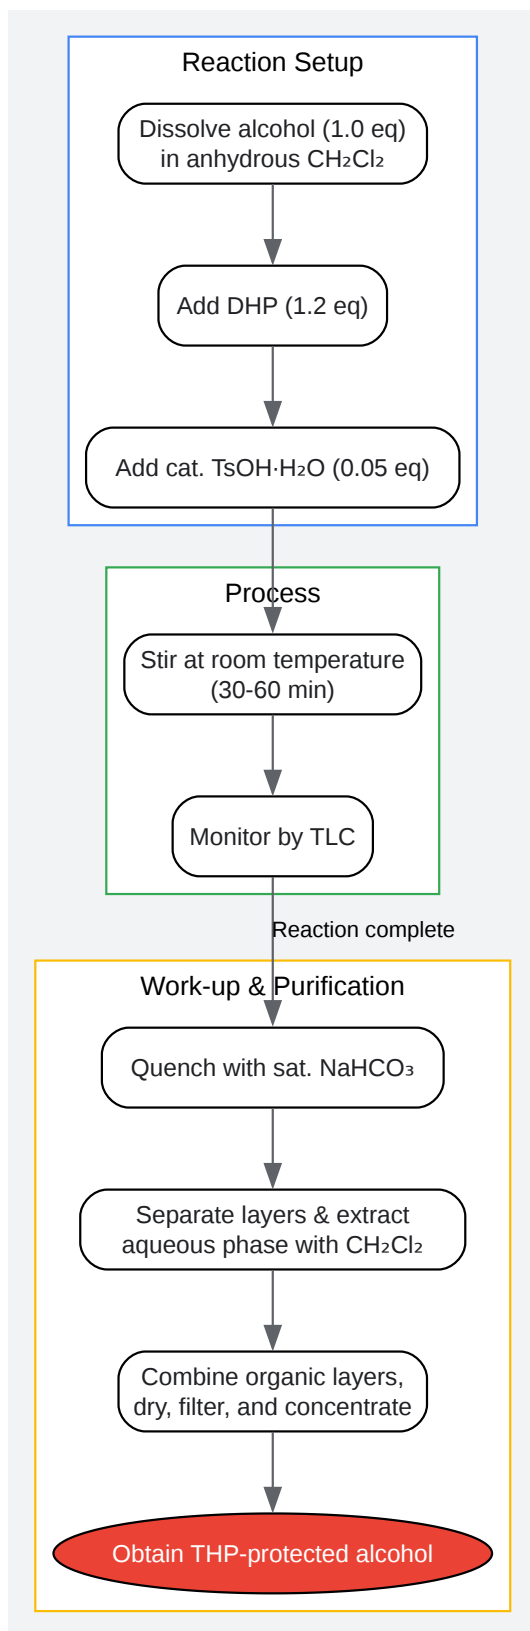 Reaction Setup
Dissolve alcohol (1.0 eq)
in anhydrous CH₂Cl₂
Add DHP (1.2 eq)
Add cat. TsOH·H₂O (0.05 eq)
Process
Stir at room temperature
(30-60 min)
Monitor by TLC
Reaction complete
Work-up & Purification
Quench with sat. NaHCO₃
Separate layers & extract
aqueous phase with CH₂Cl₂
Combine organic layers,
dry, filter, and concentrate
Obtain THP-protected alcohol